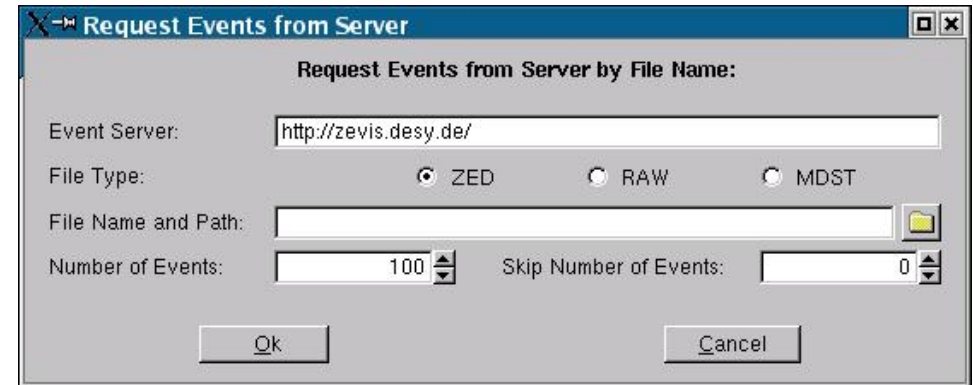 Request Events from Server
Request Events from Server by File Name:
Event Server: http://zevis.desy.de/
File Type: ZED RAW MDST
File Name and Path:
Number of Events: 100 Skip Number of Events: 0
Ok Cancel